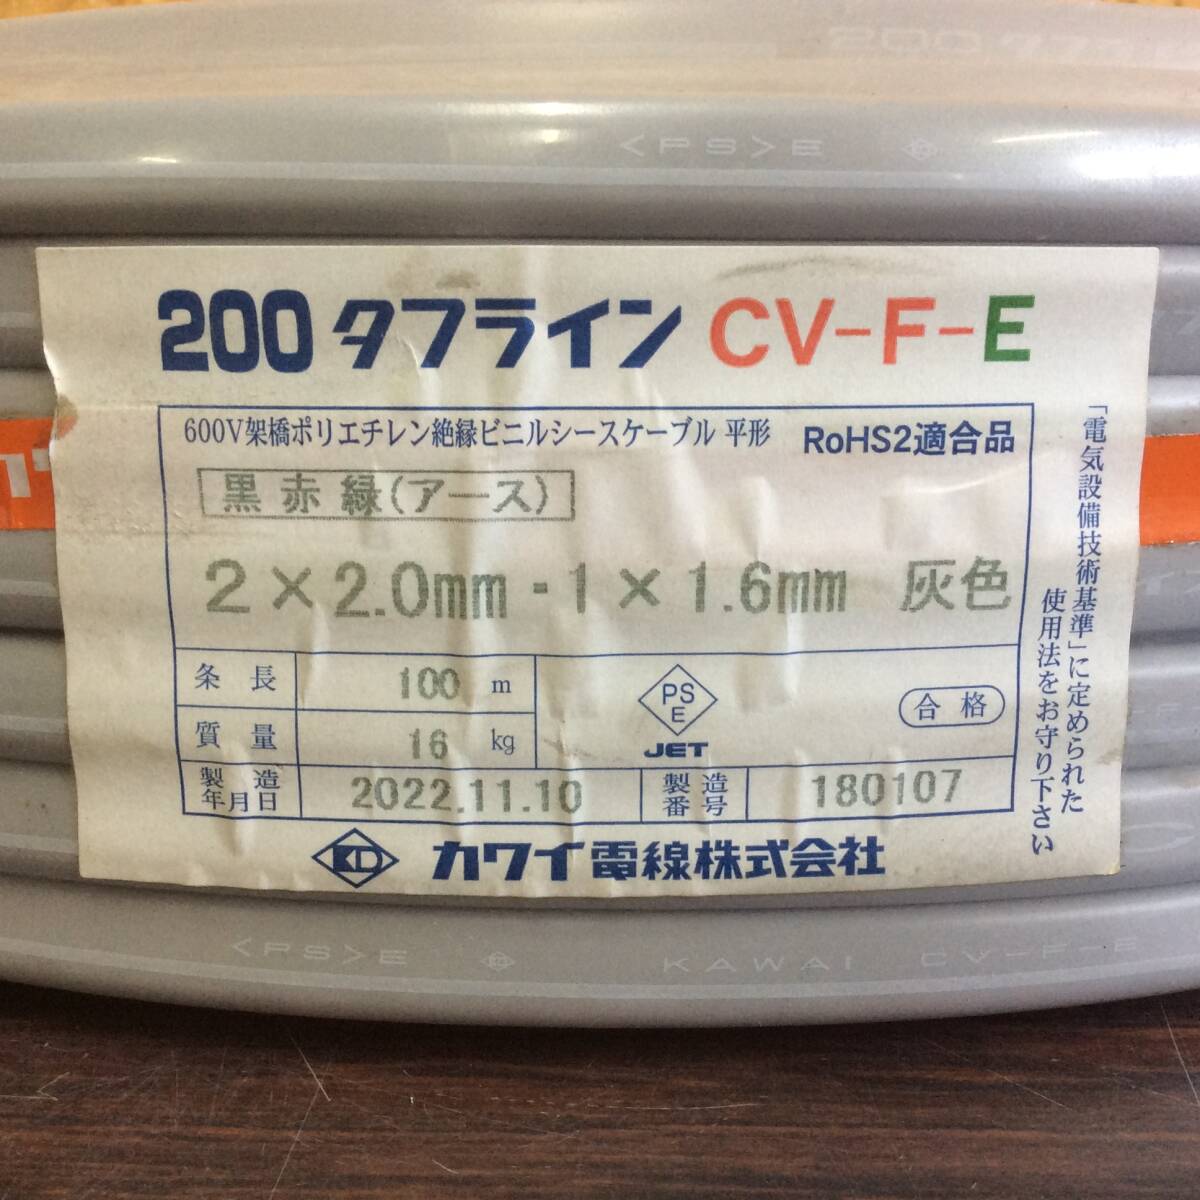 200 タフ
<PS>E
200 タフライン CV-F-E
600V架橋ポリエチレン絶縁ビニルシースケーブル 平形 RoHS2適合品
黒 赤 緑(アース)
2×2.0mm・1×1.6mm 灰色
条長 100 m
質量 16 kg
PS
E
JET
合格
製造
年月日
2022.11.10
製造
番号
180107
KD カワイ電線株式会社
「電気設備技術基準」に定められた
使用法をお守り下さい
<PS>E KAWAI CV-F-E